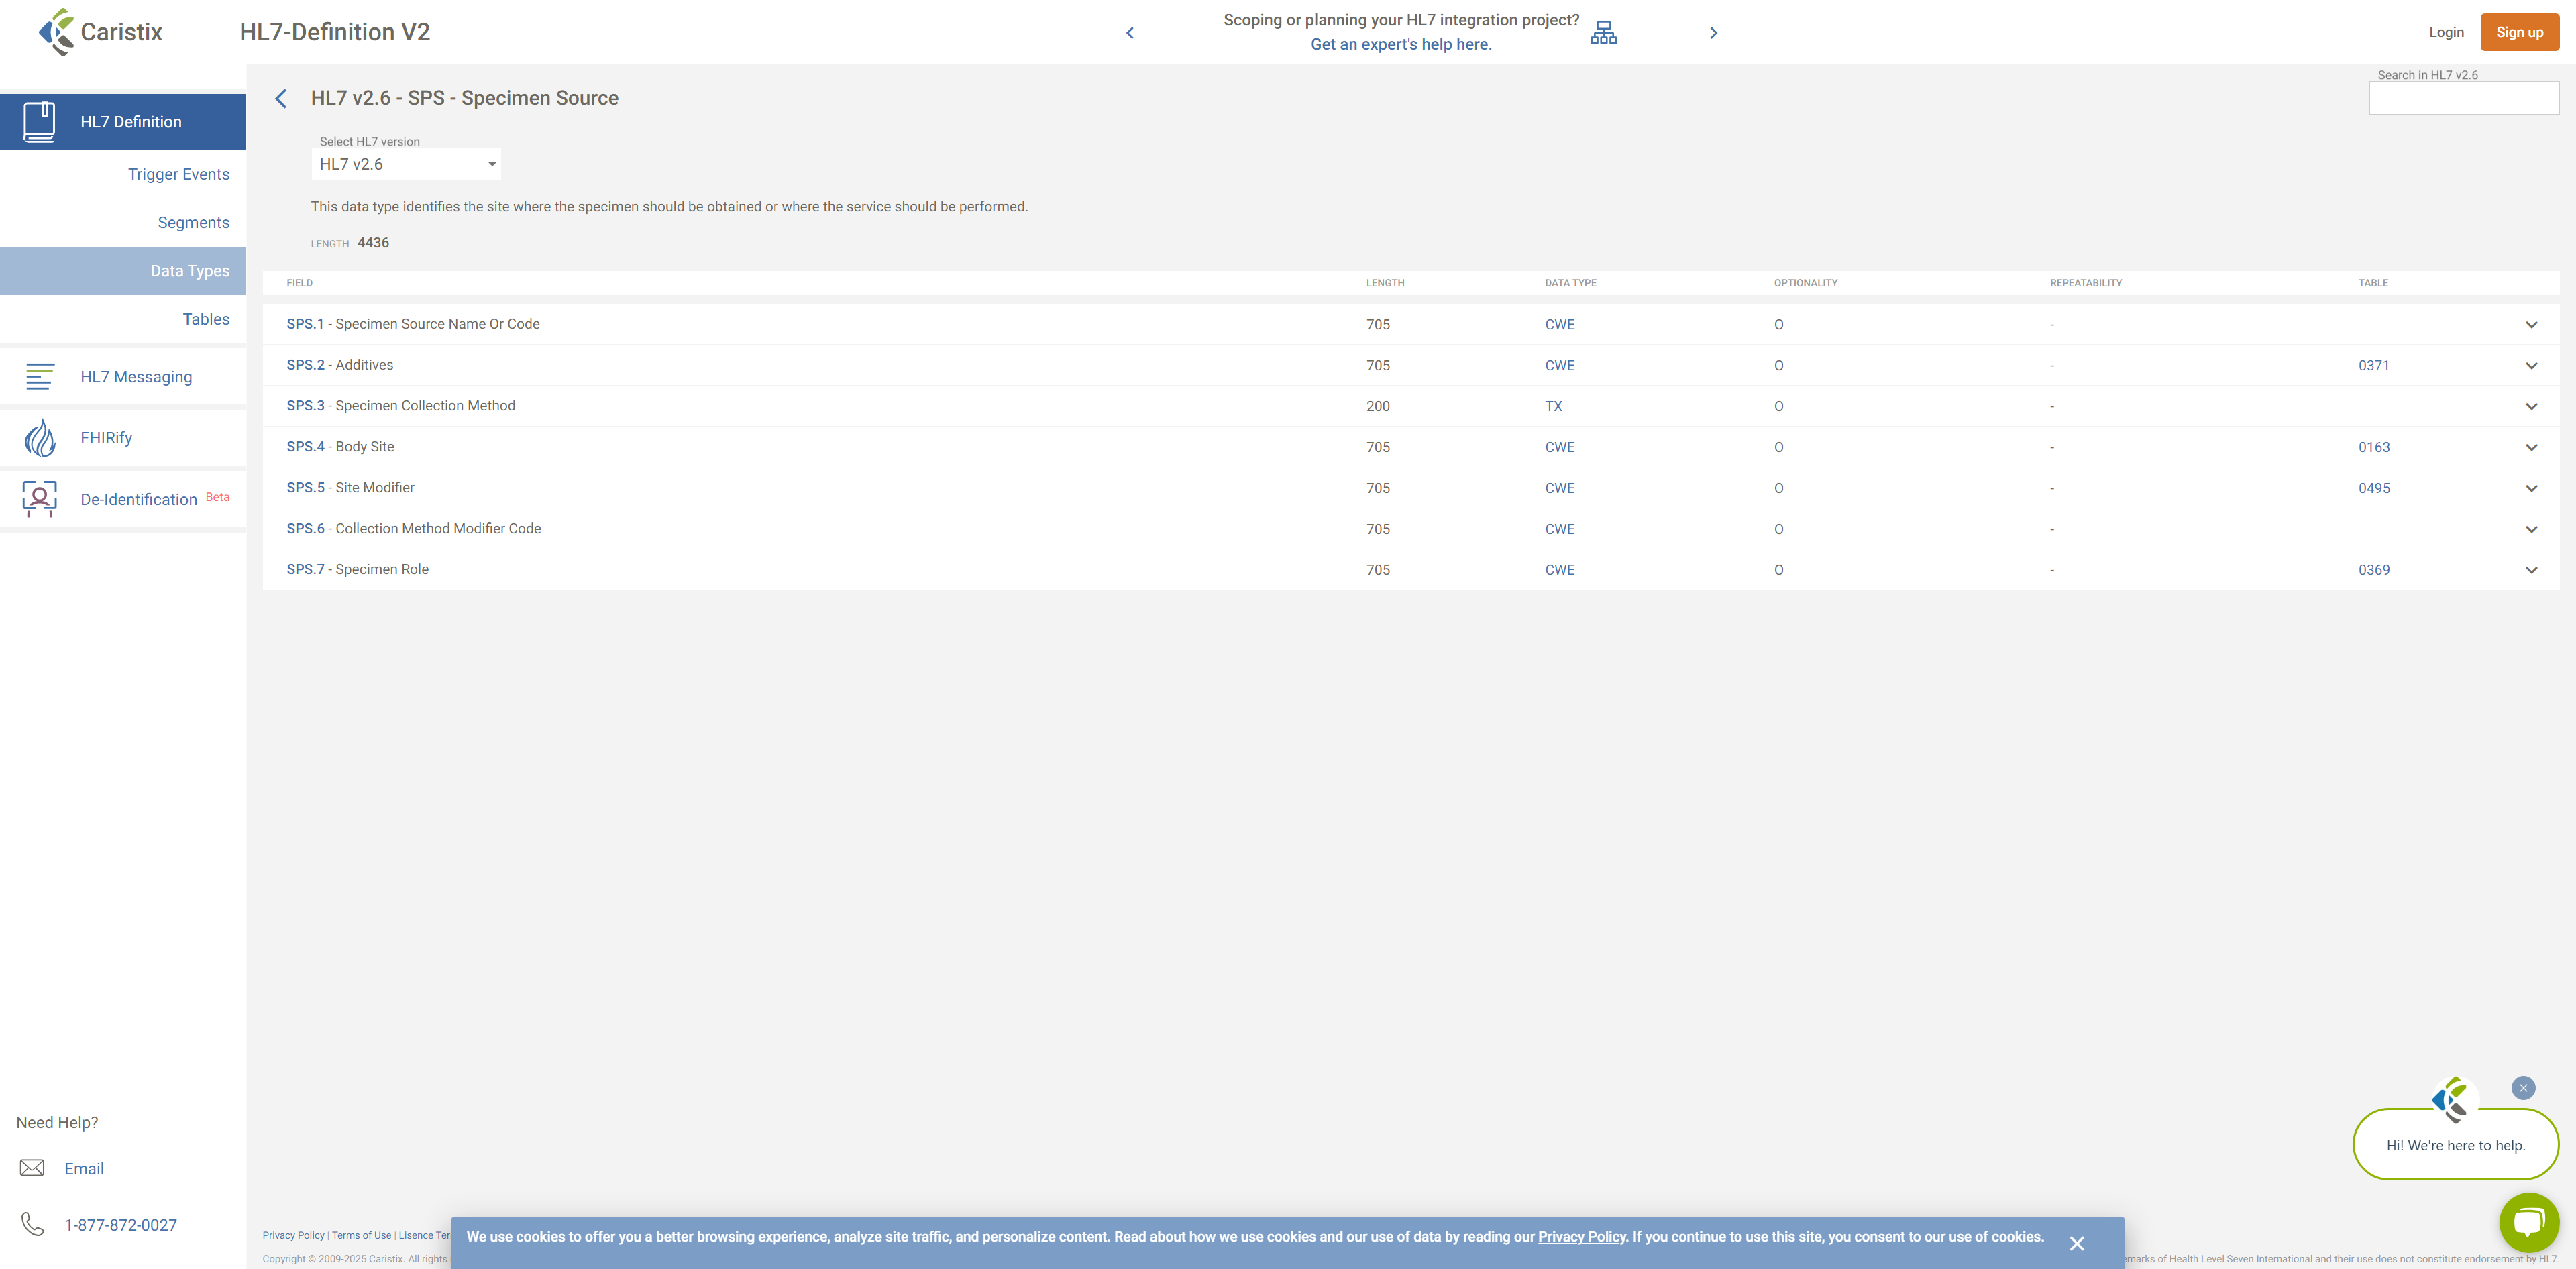 Caristix
HL7-Definition V2
Scoping or planning your HL7 integration project?
Get an expert's help here.
Login
Sign up
HL7 Definition
Trigger Events
Segments
Data Types
Tables
HL7 Messaging
FHIRify
De-Identification Beta
Need Help?
Email
1-877-872-0027
HL7 v2.6 - SPS - Specimen Source
Search in HL7 v2.6
Select HL7 version
HL7 v2.6
This data type identifies the site where the specimen should be obtained or where the service should be performed.
LENGTH 4436
FIELD LENGTH DATA TYPE OPTIONALITY REPEATABILITY TABLE
SPS.1 - Specimen Source Name Or Code 705 CWE O -
SPS.2 - Additives 705 CWE O - 0371
SPS.3 - Specimen Collection Method 200 TX O -
SPS.4 - Body Site 705 CWE O - 0163
SPS.5 - Site Modifier 705 CWE O - 0495
SPS.6 - Collection Method Modifier Code 705 CWE O -
SPS.7 - Specimen Role 705 CWE O - 0369
Hi! We're here to help.
Privacy Policy | Terms of Use | Lisence Ter
We use cookies to offer you a better browsing experience, analyze site traffic, and personalize content. Read about how we use cookies and our use of data by reading our Privacy Policy. If you continue to use this site, you consent to our use of cookies.
Copyright © 2009-2025 Caristix. All rights
emarks of Health Level Seven International and their use does not constitute endorsement by HL7.